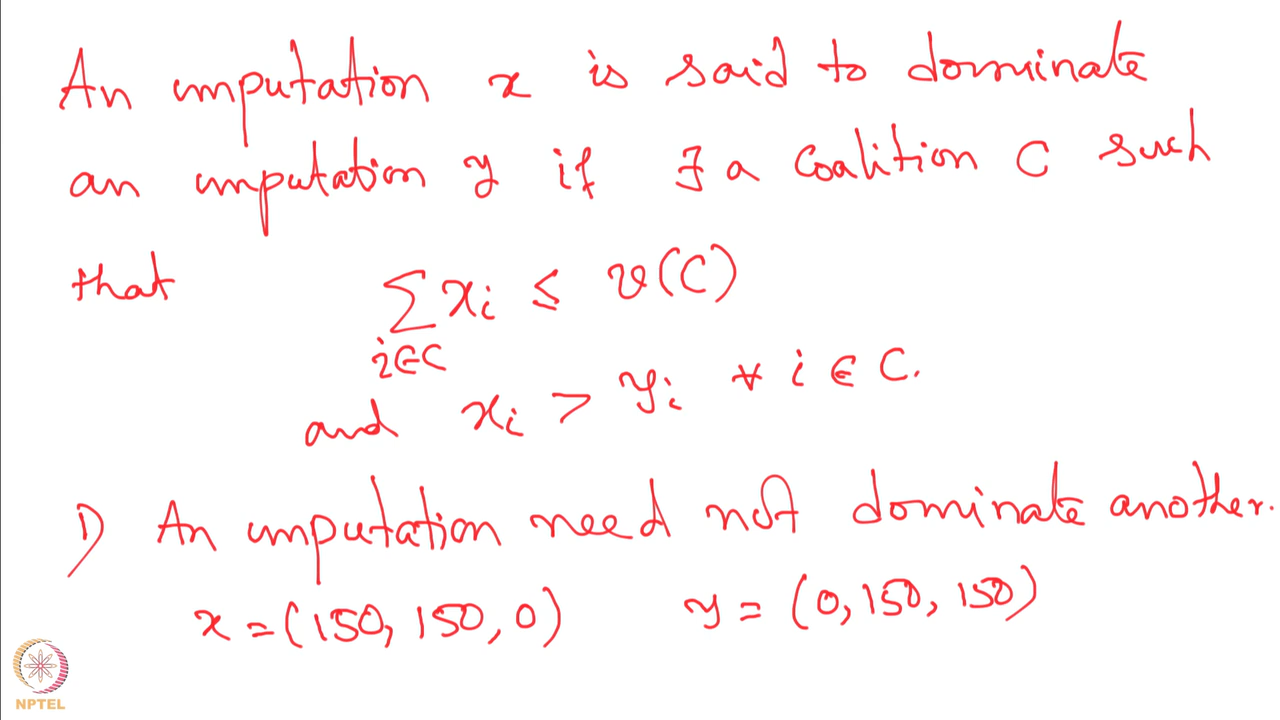 An imputation x is said to dominate
an imputation y if ∃ a Coalition C such
that ∑ xi ≤ v(C)
i∈C
and xi > yi ∀ i ∈ C.
1) An imputation need not dominate another.
x = (150, 150, 0) y = (0, 150, 150)
NPTEL